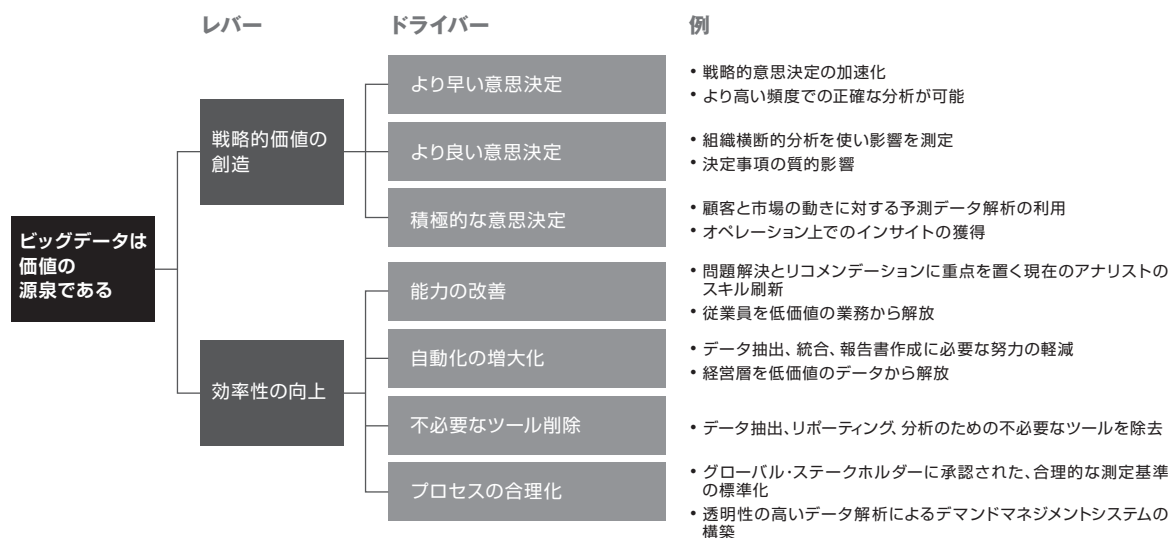 レバー
ドライバー
例
ビッグデータは
価値の
源泉である
戦略的価値の
創造
より早い意思決定
• 戦略的意思決定の加速化
• より高い頻度での正確な分析が可能
より良い意思決定
• 組織横断的分析を使い影響を測定
• 決定事項の質的影響
積極的な意思決定
• 顧客と市場の動きに対する予測データ解析の利用
• オペレーション上でのインサイトの獲得
効率性の向上
能力の改善
• 問題解決とリコメンデーションに重点を置く現在のアナリストの
スキル刷新
• 従業員を低価値の業務から解放
自動化の増大化
• データ抽出、統合、報告書作成に必要な努力の軽減
• 経営層を低価値のデータから解放
不必要なツール削除
• データ抽出、リポーティング、分析のための不必要なツールを除去
プロセスの合理化
• グローバル・ステークホルダーに承認された、合理的な測定基準
の標準化
• 透明性の高いデータ解析によるデマンドマネジメントシステムの
構築